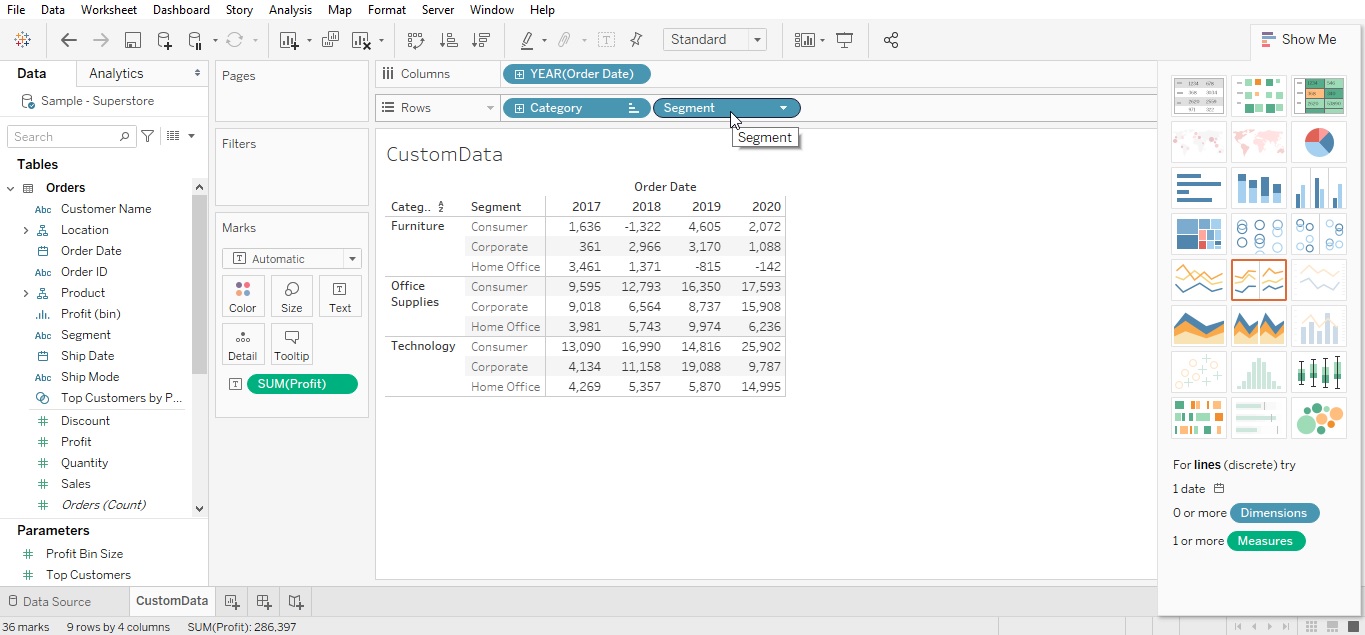 File Data Worksheet Dashboard Story Analysis Map Format Server Window Help
Standard
Show Me
Data Analytics
Sample - Superstore
Search
Tables
Orders
Abc Customer Name
Location
Order Date
Abc Order ID
Product
Profit (bin)
Abc Segment
Ship Date
Abc Ship Mode
Top Customers by P...
Discount
Profit
Quantity
Sales
Orders (Count)
Parameters
Profit Bin Size
Top Customers
Pages
Filters
Marks
Automatic
Color Size Text
Detail Tooltip
SUM(Profit)
Columns YEAR(Order Date)
Rows Category Segment
Segment
CustomData
Order Date
Categ.. Segment 2017 2018 2019 2020
Furniture Consumer 1,636 -1,322 4,605 2,072
Corporate 361 2,966 3,170 1,088
Home Office 3,461 1,371 -815 -142
Office Supplies Consumer 9,595 12,793 16,350 17,593
Corporate 9,018 6,564 8,737 15,908
Home Office 3,981 5,743 9,974 6,236
Technology Consumer 13,090 16,990 14,816 25,902
Corporate 4,134 11,158 19,088 9,787
Home Office 4,269 5,357 5,870 14,995
For lines (discrete) try
1 date
0 or more Dimensions
1 or more Measures
Data Source CustomData
36 marks 9 rows by 4 columns SUM(Profit): 286,397